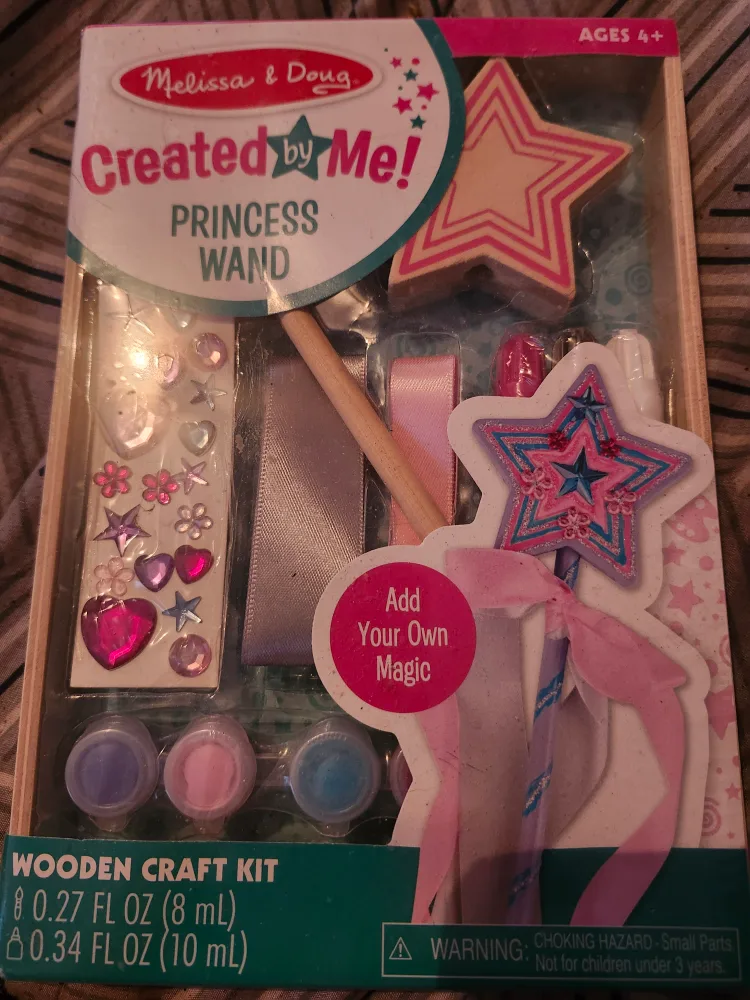 AGES 4+
Melissa & Doug
Created by Me!
PRINCESS
WAND
Add
Your Own
Magic
WOODEN CRAFT KIT
0.27 FL OZ (8 mL)
0.34 FL OZ (10 mL)
WARNING: CHOKING HAZARD - Small Parts
Not for children under 3 years.